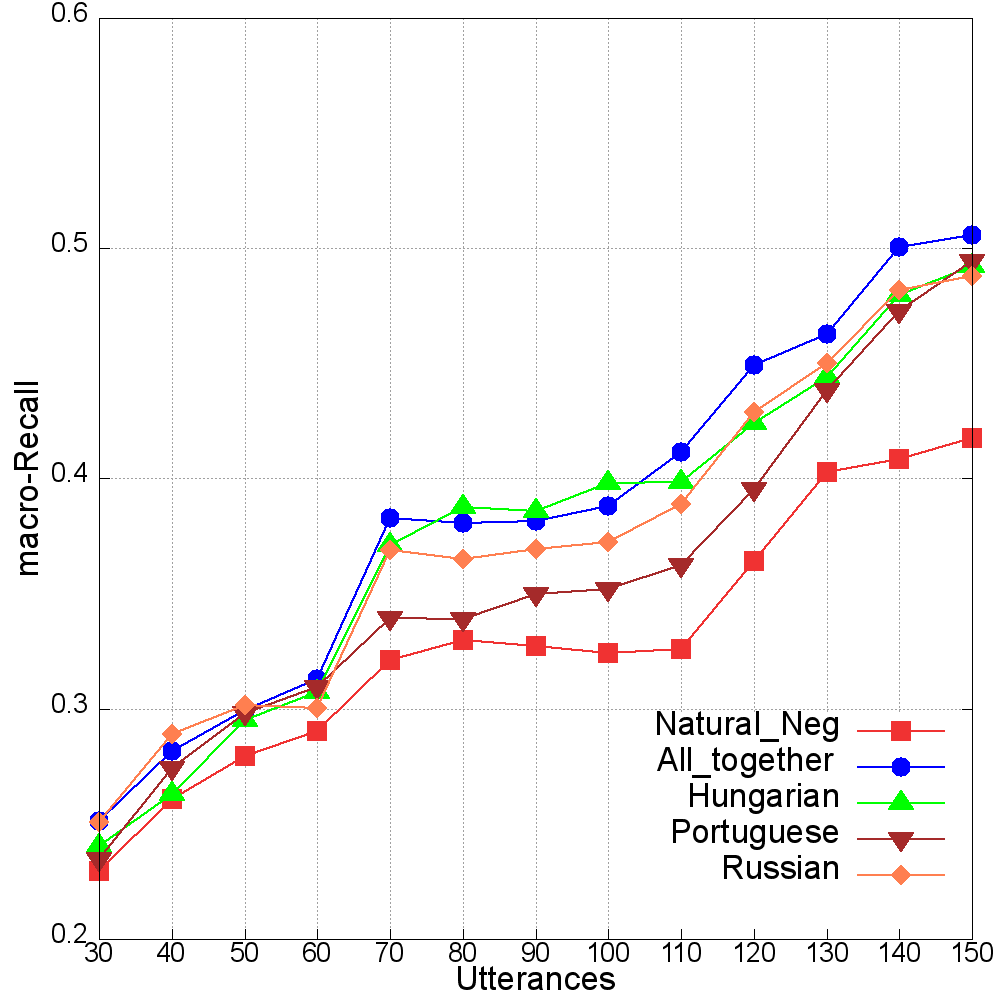 0.6
0.5
0.4
0.3
0.2
macro-Recall
Natural_Neg
All_together
Hungarian
Portuguese
Russian
30 40 50 60 70 80 90 100 110 120 130 140 150
Utterances